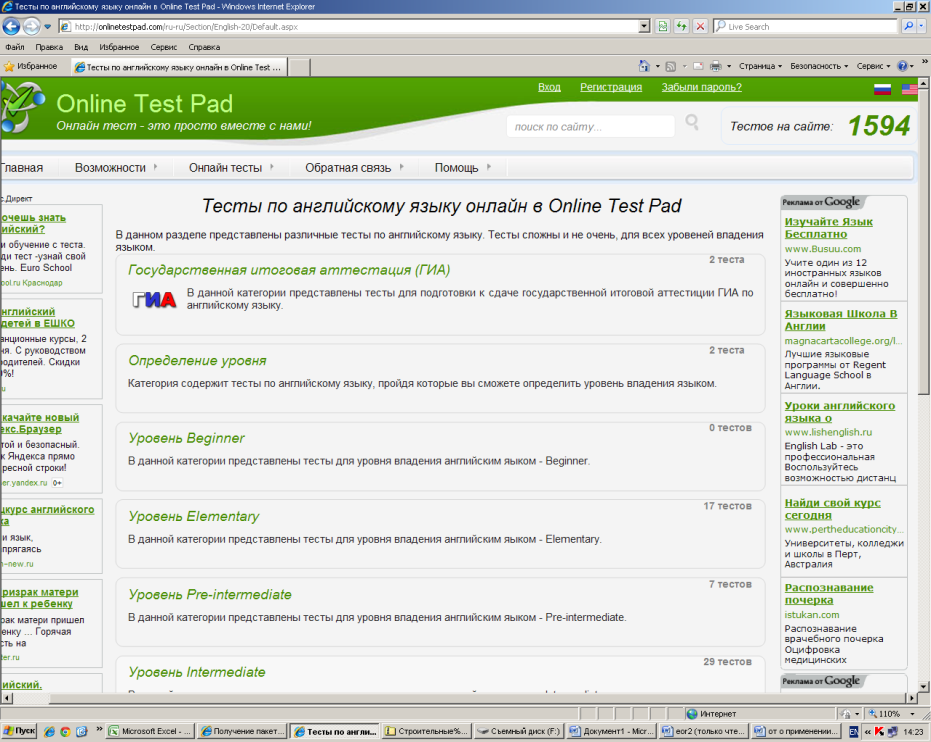 Тесты по английскому языку онлайн в Online Test Pad - Windows Internet Explorer
http://onlinetestpad.com/ru-ru/Section/English-20/Default.aspx
Live Search
Файл Правка Вид Избранное Сервис Справка
Избранное Тесты по английскому языку онлайн в Online Test ...
Страница Безопасность Сервис
Вход Регистрация Забыли пароль?
Online Test Pad
Онлайн тест - это просто вместе с нами!
поиск по сайту...
Тестов на сайте: 1594
Главная Возможности Онлайн тесты Обратная связь Помощь
с.Директ
очешь знать
ийский?
и обучение с теста.
ди тест -узнай свой
ень. Euro School
ool.ru Краснодар
нглийский
детей в ЕШКО
анционные курсы, 2
ня. С руководством
одителей. Скидки
0%!
u
качайте новый
екс.Браузер
той и безопасный.
к Яндекса прямо
ресной строки!
ser.yandex.ru 0+
цкурс английского
ка
и язык,
апрягаясь
n-new.ru
ризрак матери
шел к ребенку
рак матери пришел
енку ... Горячая
сть на
ter.ru
ийский.
Тесты по английскому языку онлайн в Online Test Pad
В данном разделе представлены различные тесты по английскому языку. Тесты сложны и не очень, для всех уровеней владения
языком.
2 теста
Государственная итоговая аттестация (ГИА)
ГИА
В данной категории представлены тесты для подготовки к сдаче государственной итоговой аттестиции ГИА по
английскому языку.
2 теста
Определение уровня
Категория содержит тесты по английскому языку, пройдя которые вы сможете определить уровень владения языком.
0 тестов
Уровень Beginner
В данной категории представлены тесты для уровня владения английским яыком - Beginner.
17 тестов
Уровень Elementary
В данной категории представлены тесты для уровня владения английским яыком - Elementary.
7 тестов
Уровень Pre-intermediate
В данной категории представлены тесты для уровня владения английским яыком - Pre-intermediate.
29 тестов
Уровень Intermediate
Реклама от Google
Изучайте Язык
Бесплатно
www.Busuu.com
Учите один из 12
иностранных языков
онлайн и совершенно
бесплатно!
Языковая Школа В
Англии
magnacartacollege.org/l...
Лучшие языковые
программы от Regent
Language School в
Англии.
Уроки английского
языка о
www.lishenglish.ru
English Lab - это
профессиональная
Воспользуйтесь
возможностью дистанц
Найди свой курс
сегодня
www.pertheducationcity...
Университеты, колледжи
и школы в Перт,
Австралия
Распознавание
почерка
istukan.com
Распознавание
врачебного почерка
Оцифровка
медицинских
Реклама от Google
Интернет 110%
Пуск Microsoft Excel - ... Получение пакет... Тесты по англи... Строительные%... Съемный диск (F:) Документ1 - Micr... еог2 (только чте... от о применении... EN 14:23